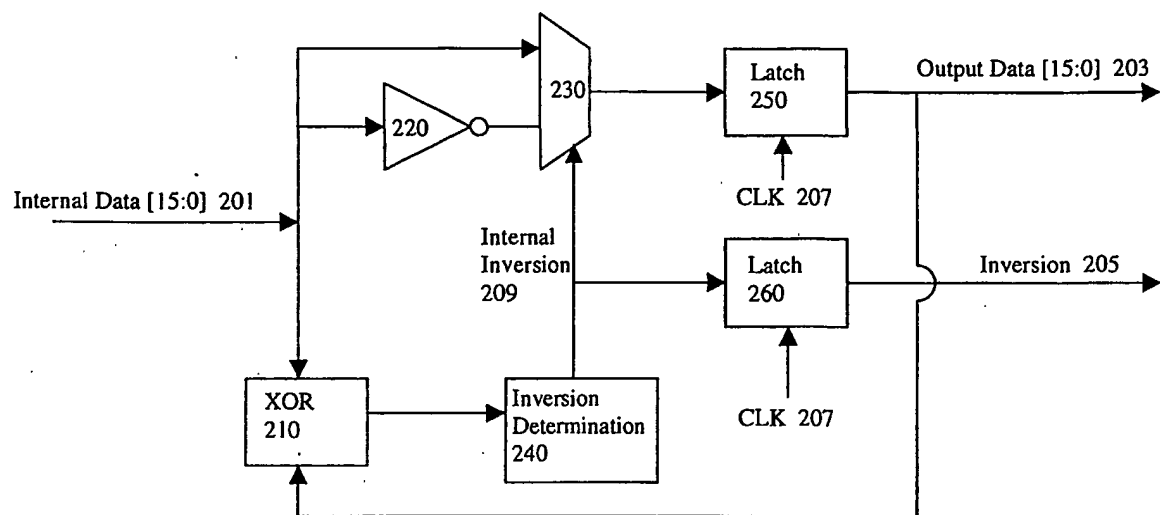 230
Latch
250
Output Data [15:0] 203
220
CLK 207
Internal Data [15:0] 201
Internal
Inversion
209
Latch
260
Inversion 205
XOR
210
Inversion
Determination
240
CLK 207